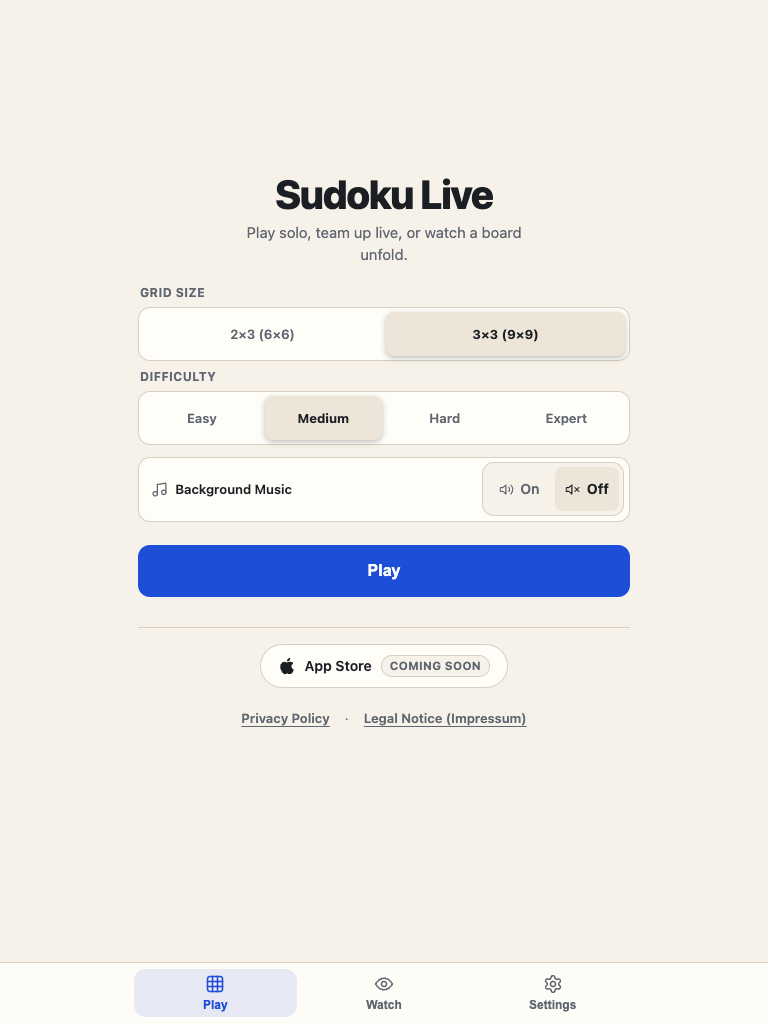 Sudoku Live
Play solo, team up live, or watch a board
unfold.
GRID SIZE
2×3 (6×6) 3×3 (9×9)
DIFFICULTY
Easy Medium Hard Expert
Background Music On Off
Play
App Store COMING SOON
Privacy Policy · Legal Notice (Impressum)
Play Watch Settings